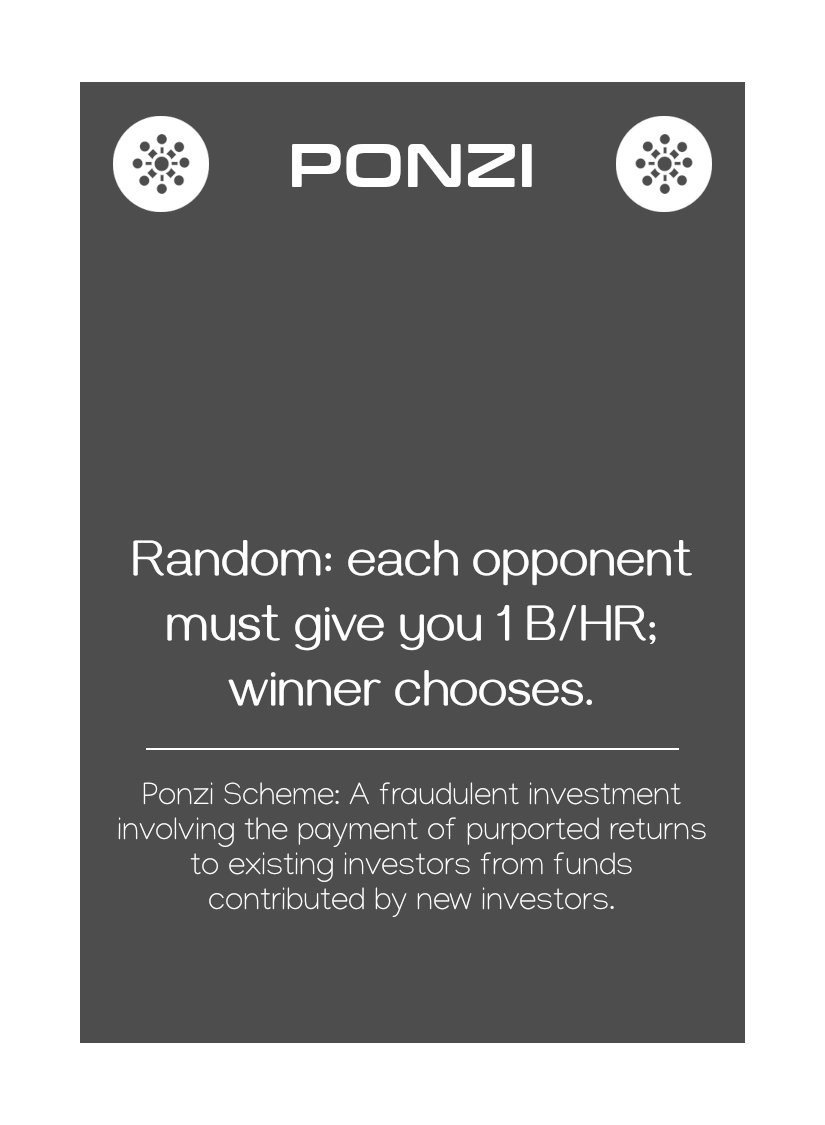 PONZI
Random: each opponent
must give you 1 B/HR;
winner chooses.
Ponzi Scheme: A fraudulent investment
involving the payment of purported returns
to existing investors from funds
contributed by new investors.